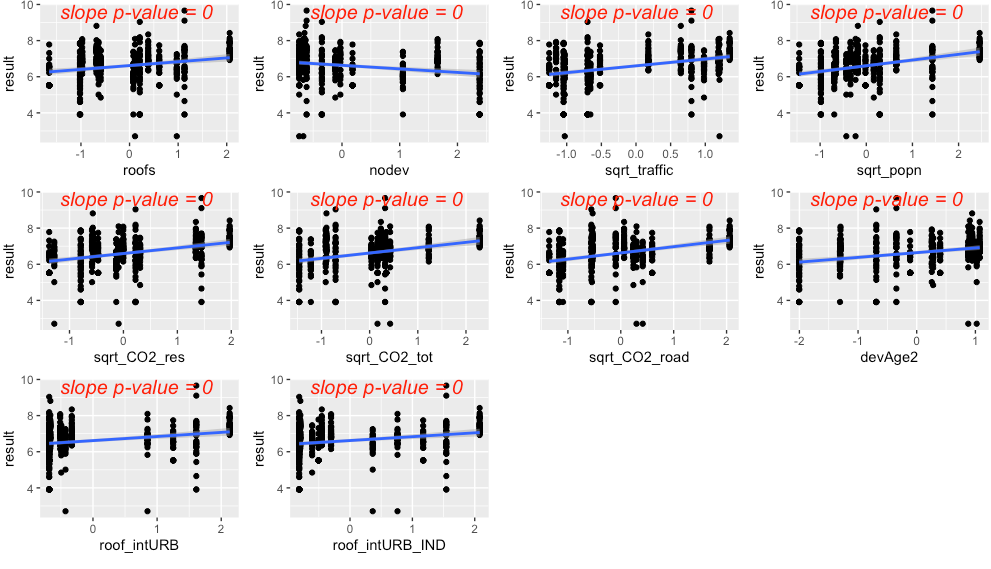 slope p-value = 0
slope p-value = 0
slope p-value = 0
slope p-value = 0
10
8
6
4
result
-1
0
1
2
roofs
10
8
6
4
result
0
1
2
nodev
10
8
6
4
result
-1.0
-0.5
0.0
0.5
1.0
sqrt_traffic
10
8
6
4
result
-1
0
1
2
sqrt_popn
slope p-value = 0
slope p-value = 0
slope p-value = 0
slope p-value = 0
10
8
6
4
result
-1
0
1
2
sqrt_CO2_res
10
8
6
4
result
-1
0
1
2
sqrt_CO2_tot
10
8
6
4
result
-1
0
1
2
sqrt_CO2_road
10
8
6
4
result
-2
-1
0
1
devAge2
slope p-value = 0
slope p-value = 0
10
8
6
4
result
0
1
2
roof_intURB
10
8
6
4
result
0
1
2
roof_intURB_IND